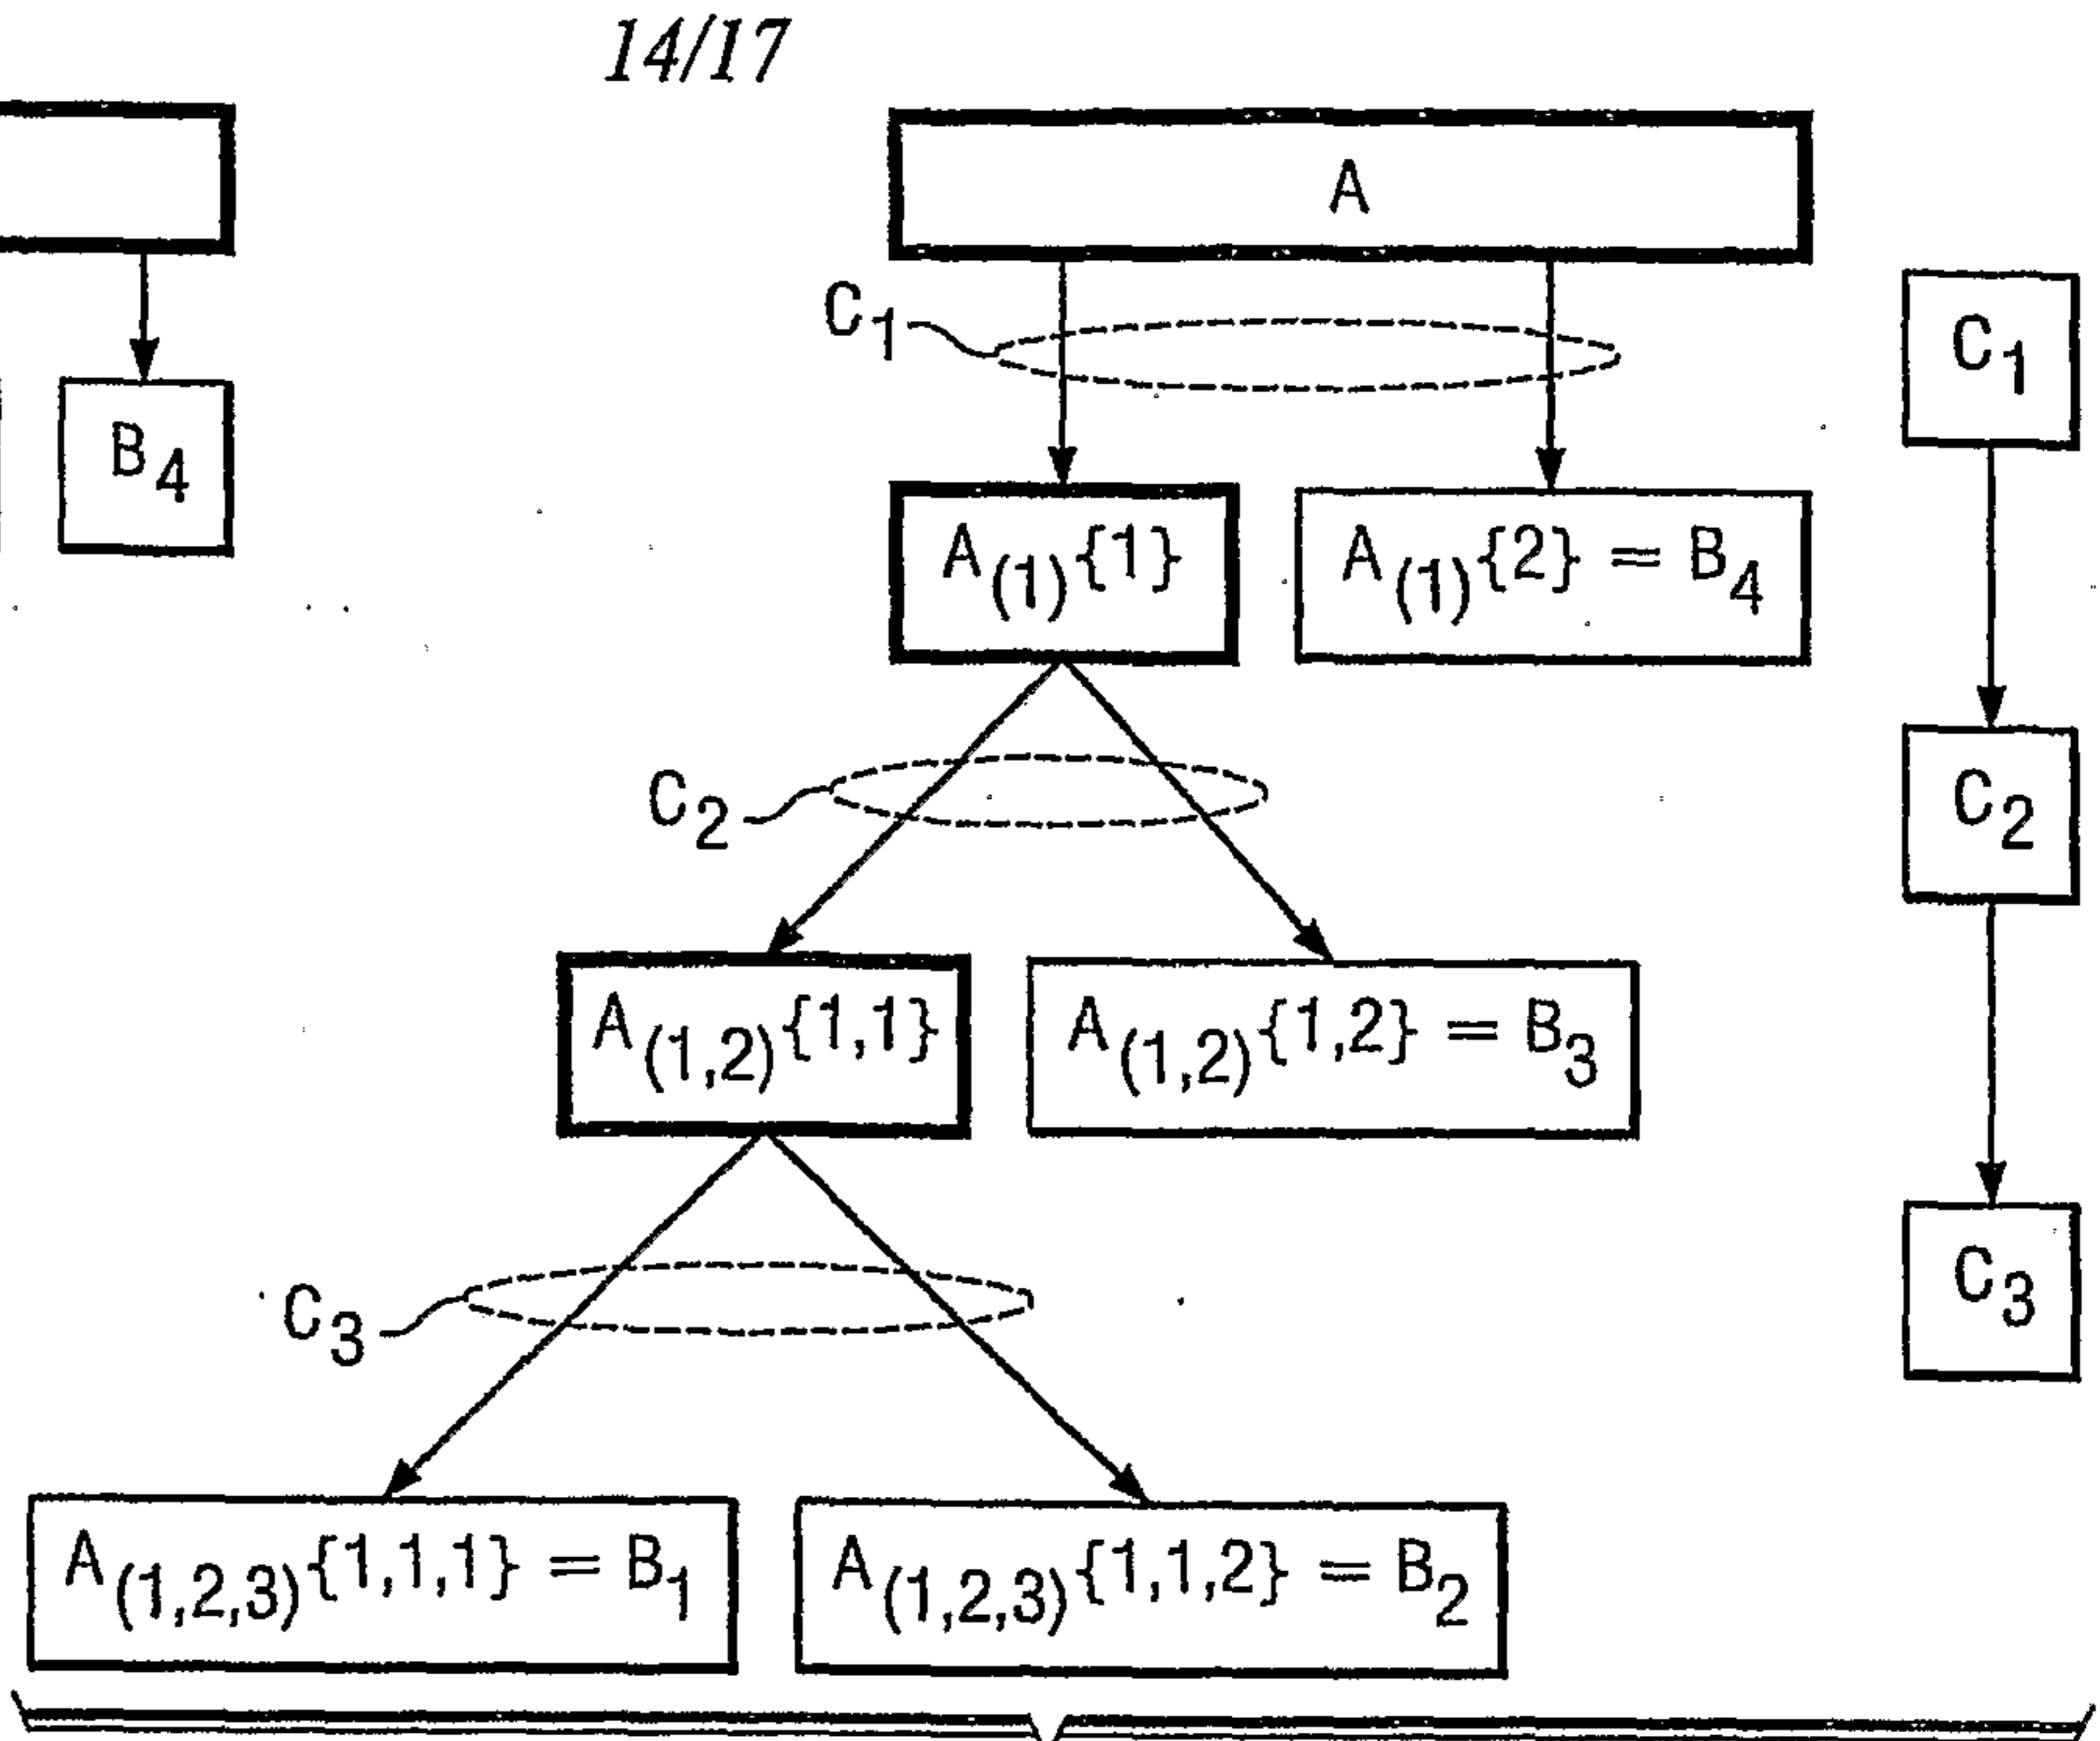 14/17
A
C1
C1
B4
A(1){1}
A(1){2} = B4
C2
C2
A(1,2){1,1}
A(1,2){1,2} = B3
C3
C3
A(1,2,3){1,1,1} = B1
A(1,2,3){1,1,2} = B2